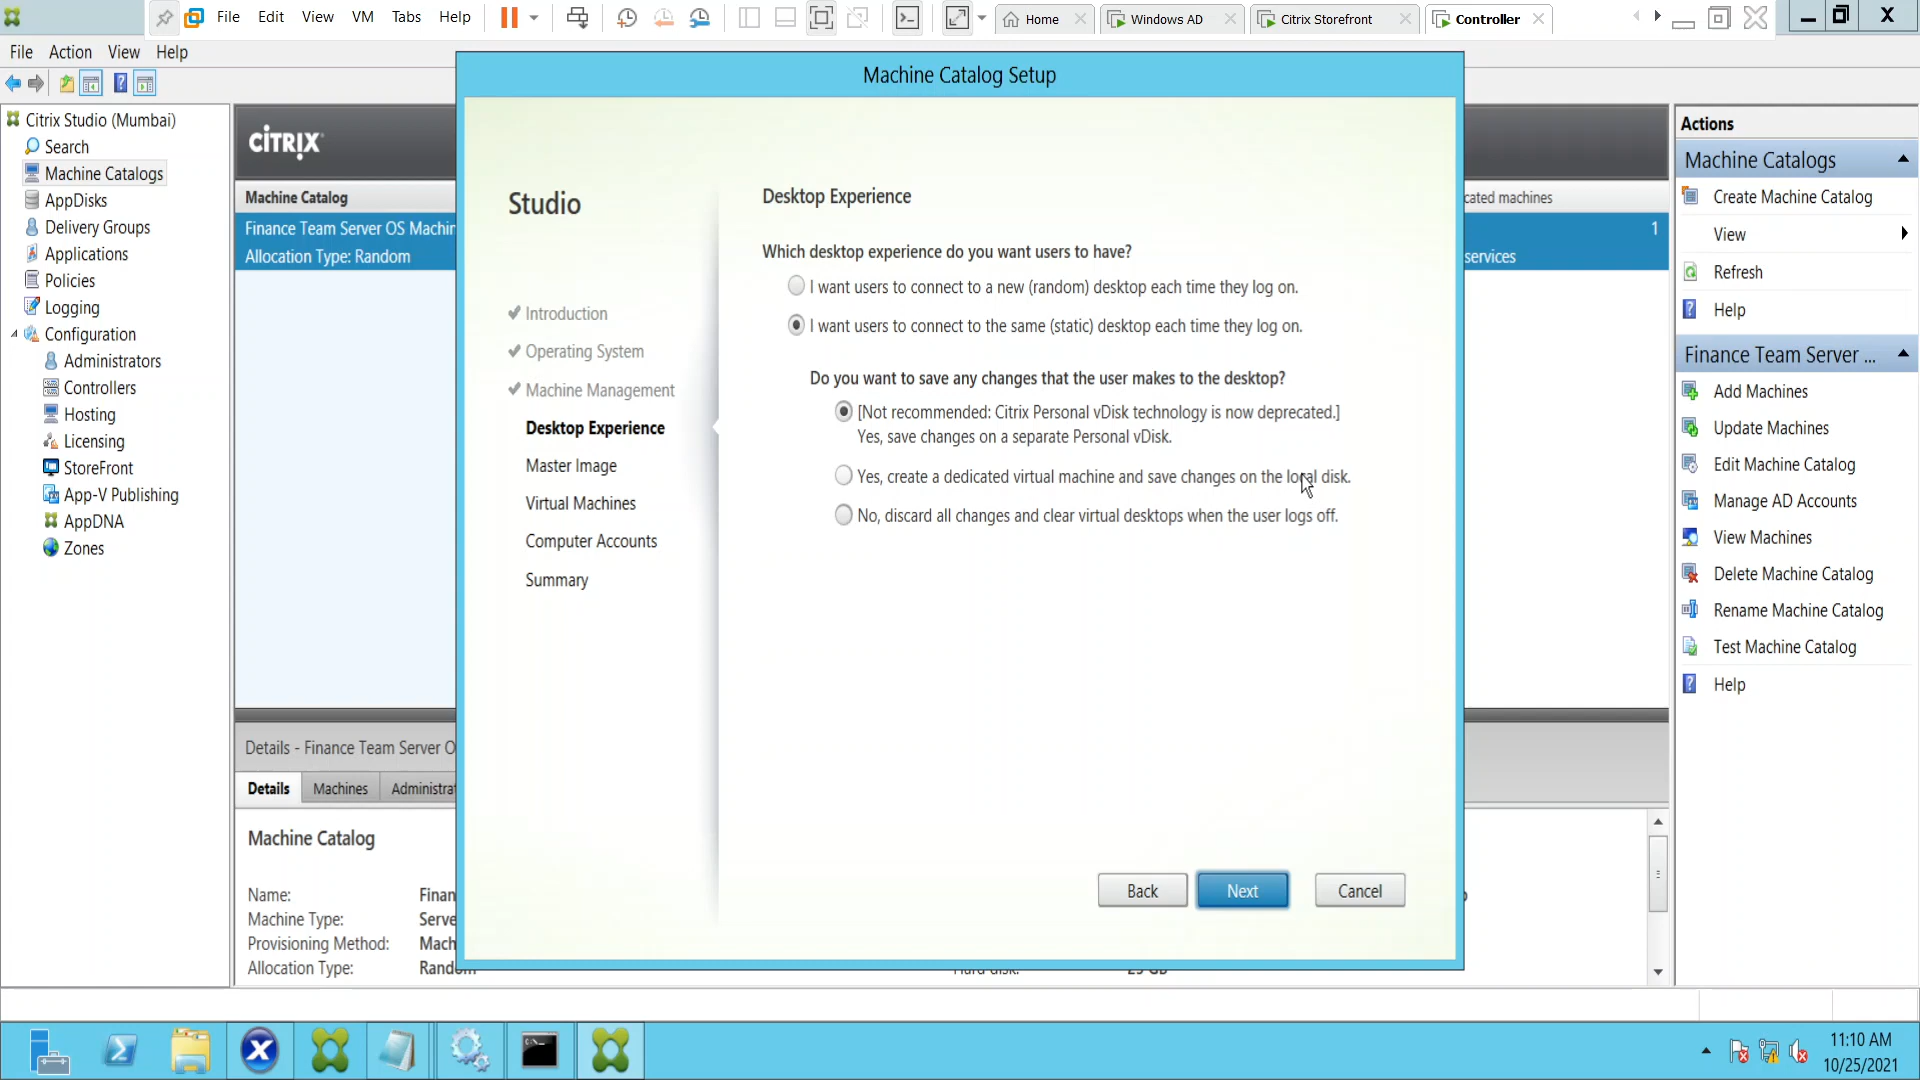 File Edit View VM Tabs Help
Home
Windows AD
Citrix Storefront
Controller
X
File Action View Help
Citrix Studio (Mumbai)
Search
Machine Catalogs
AppDisks
Delivery Groups
Applications
Policies
Logging
Configuration
Administrators
Controllers
Hosting
Licensing
StoreFront
App-V Publishing
AppDNA
Zones
CITRIX
Machine Catalog
Finance Team Server OS Machin
Allocation Type: Random
cated machines
1
services
Details - Finance Team Server O
Details
Machines
Administrat
Machine Catalog
Name: Finan
Machine Type: Serve
Provisioning Method: Mach
Allocation Type: Random
Hard disk: 25 GB
Machine Catalog Setup
Studio
Introduction
Operating System
Machine Management
Desktop Experience
Master Image
Virtual Machines
Computer Accounts
Summary
Desktop Experience
Which desktop experience do you want users to have?
I want users to connect to a new (random) desktop each time they log on.
I want users to connect to the same (static) desktop each time they log on.
Do you want to save any changes that the user makes to the desktop?
[Not recommended: Citrix Personal vDisk technology is now deprecated.]
Yes, save changes on a separate Personal vDisk.
Yes, create a dedicated virtual machine and save changes on the local disk.
No, discard all changes and clear virtual desktops when the user logs off.
Back
Next
Cancel
Actions
Machine Catalogs
Create Machine Catalog
View
Refresh
Help
Finance Team Server ...
Add Machines
Update Machines
Edit Machine Catalog
Manage AD Accounts
View Machines
Delete Machine Catalog
Rename Machine Catalog
Test Machine Catalog
Help
11:10 AM
10/25/2021